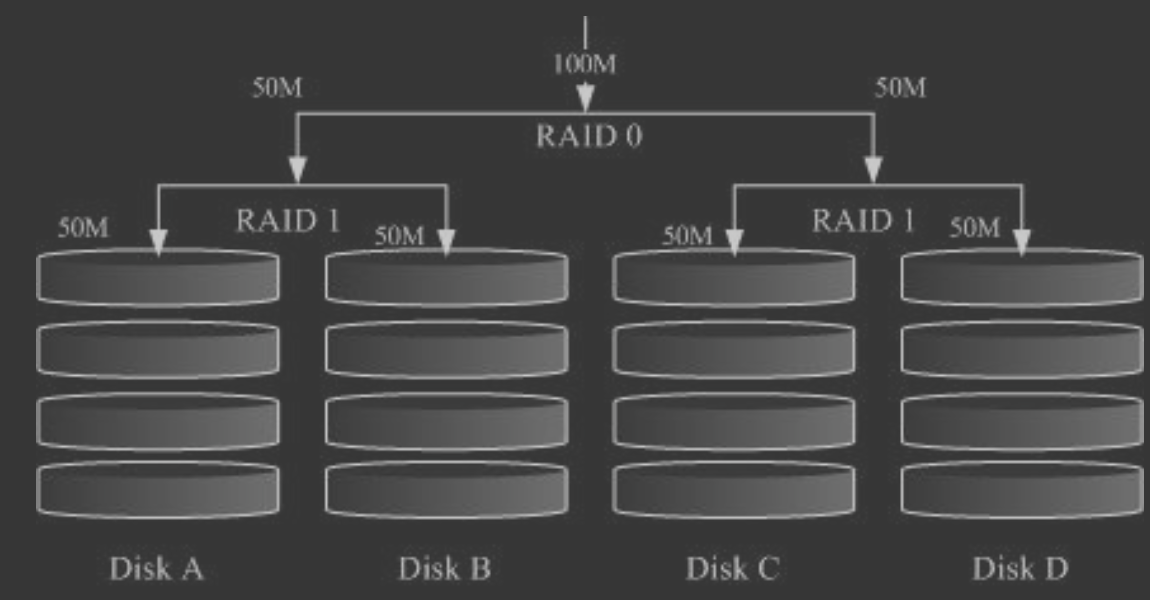 100M
50M
50M
RAID 0
RAID 1
RAID 1
50M
50M
50M
50M
Disk A
Disk B
Disk C
Disk D